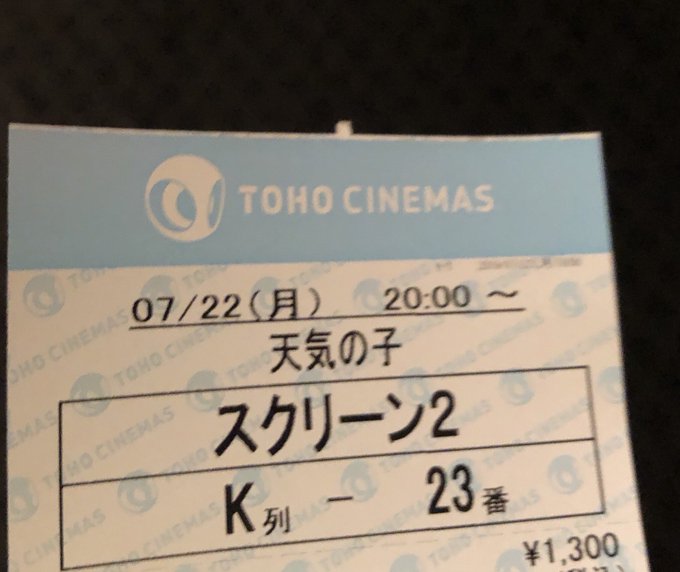 TOHO CINEMAS
07/22(月) 20:00 〜
天気の子
スクリーン2
K列 － 23番
¥1,300